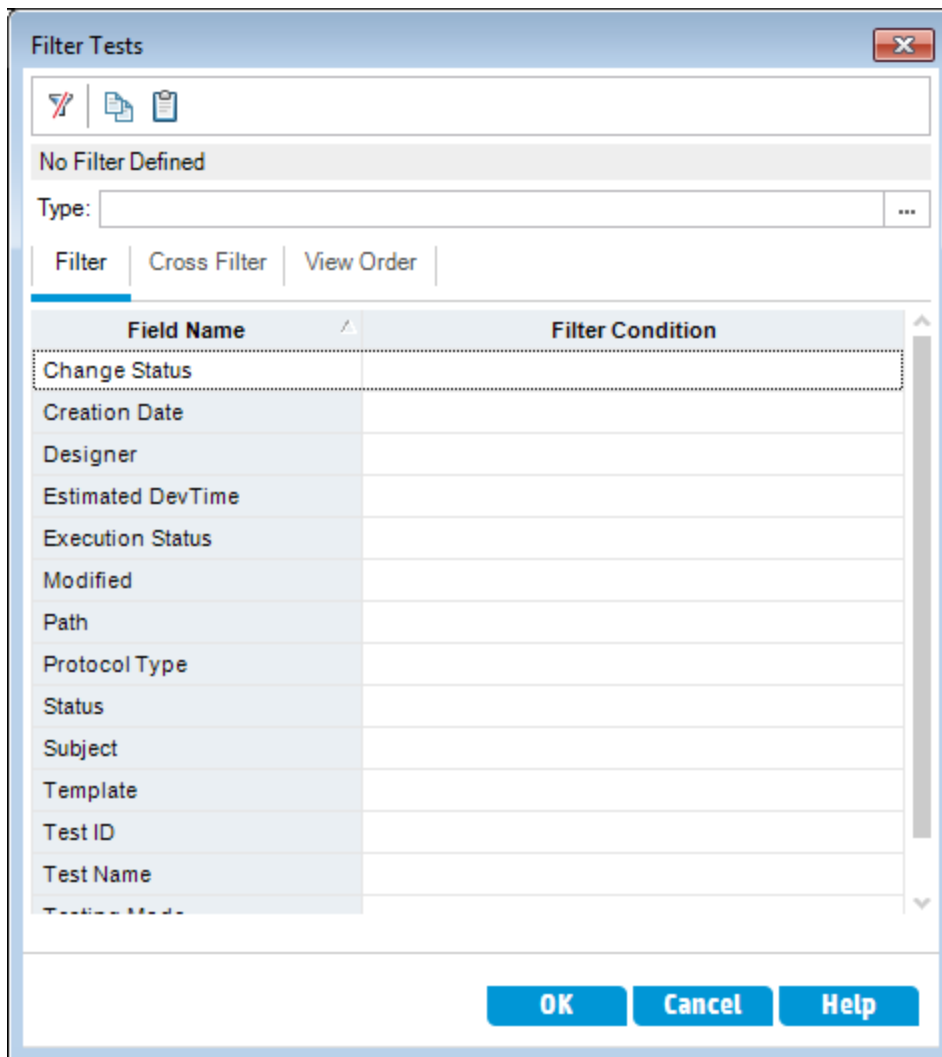 Filter Tests
No Filter Defined
Type: ...
Filter Cross Filter View Order
Field Name Filter Condition
Change Status
Creation Date
Designer
Estimated DevTime
Execution Status
Modified
Path
Protocol Type
Status
Subject
Template
Test ID
Test Name
Testing Mode
OK Cancel Help